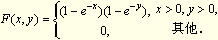 F(x,y)={(1-e^{-x})(1-e^{-y}), x>0,y>0,
0, 其他.